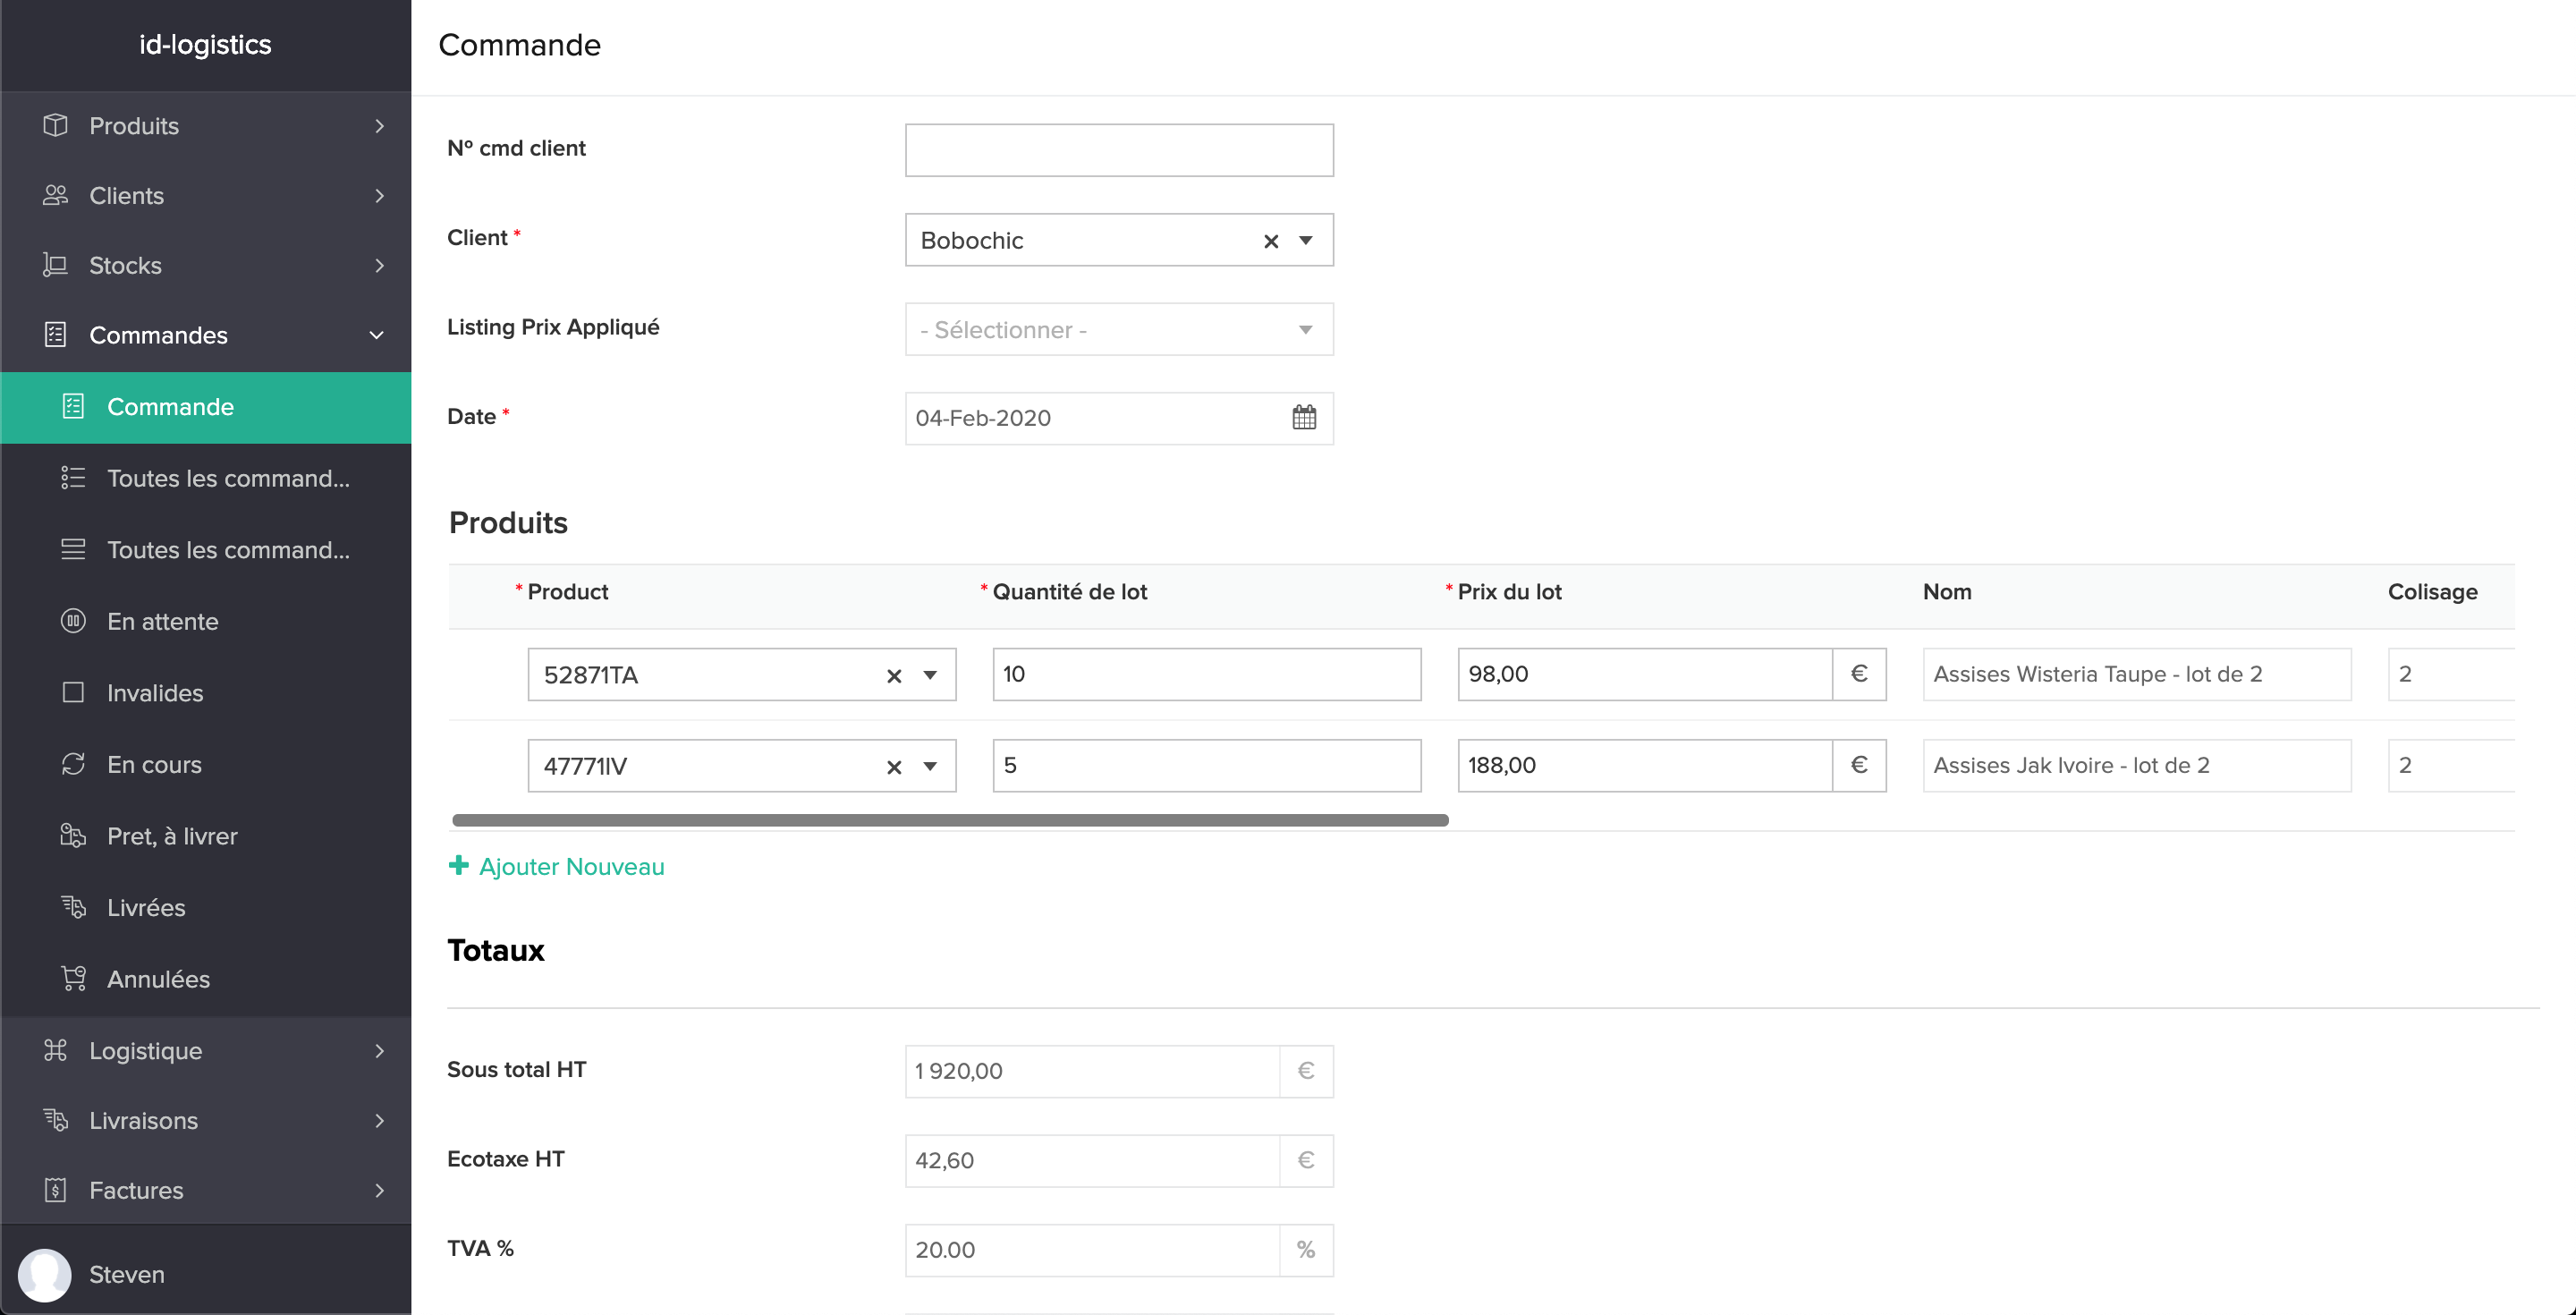 id-logistics
Produits
Clients
Stocks
Commandes
Commande
Toutes les command...
Toutes les command...
En attente
Invalides
En cours
Pret, à livrer
Livrées
Annulées
Logistique
Livraisons
Factures
Steven
Commande
Nº cmd client
Client *
Bobochic
Listing Prix Appliqué
- Sélectionner -
Date *
04-Feb-2020
Produits
* Product * Quantité de lot * Prix du lot Nom Colisage
52871TA 10 98,00 € Assises Wisteria Taupe - lot de 2 2
47771IV 5 188,00 € Assises Jak Ivoire - lot de 2 2
Ajouter Nouveau
Totaux
Sous total HT 1 920,00 €
Ecotaxe HT 42,60 €
TVA % 20.00 %